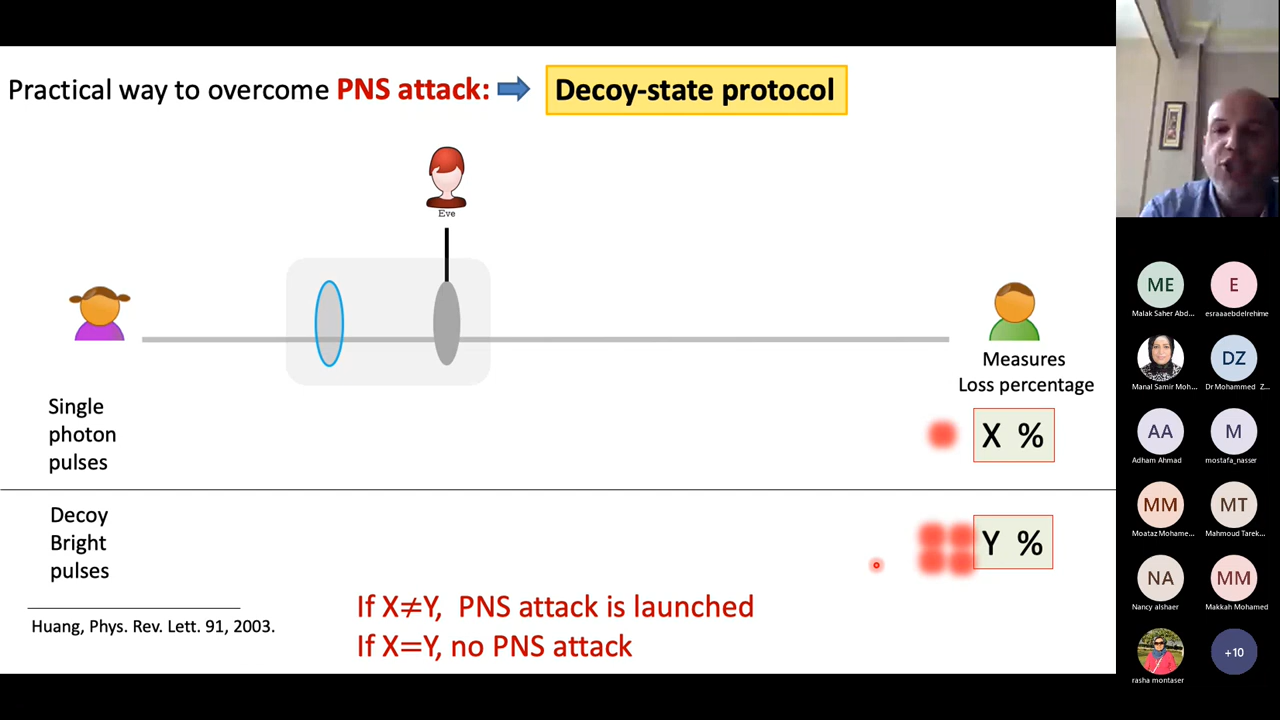 Practical way to overcome PNS attack:
Decoy-state protocol
Eve
Measures
Loss percentage
Single
photon
pulses
X %
Decoy
Bright
pulses
Y %
If X≠Y, PNS attack is launched
If X=Y, no PNS attack
Huang, Phys. Rev. Lett. 91, 2003.
ME
Malak Saher Abd...
E
esraaaebdelrehime
Manal Samir Moh...
DZ
Dr Mohammed Z...
AA
Adham Ahmad
M
mostafa_nasser
MM
Moataz Mohame...
MT
Mahmoud Tarek...
NA
Nancy alshaer
MM
Makkah Mohamed
rasha montaser
+10